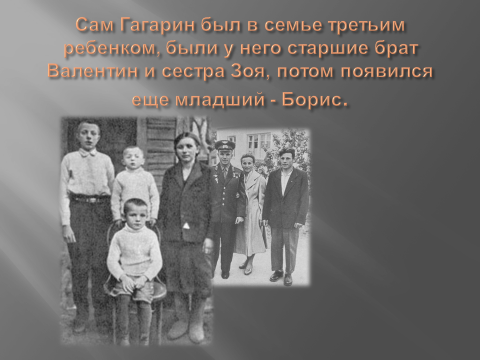 Сам Гагарин был в семье третьим
ребенком, были у него старшие брат
Валентин и сестра Зоя, потом появился
еще младший - Борис.